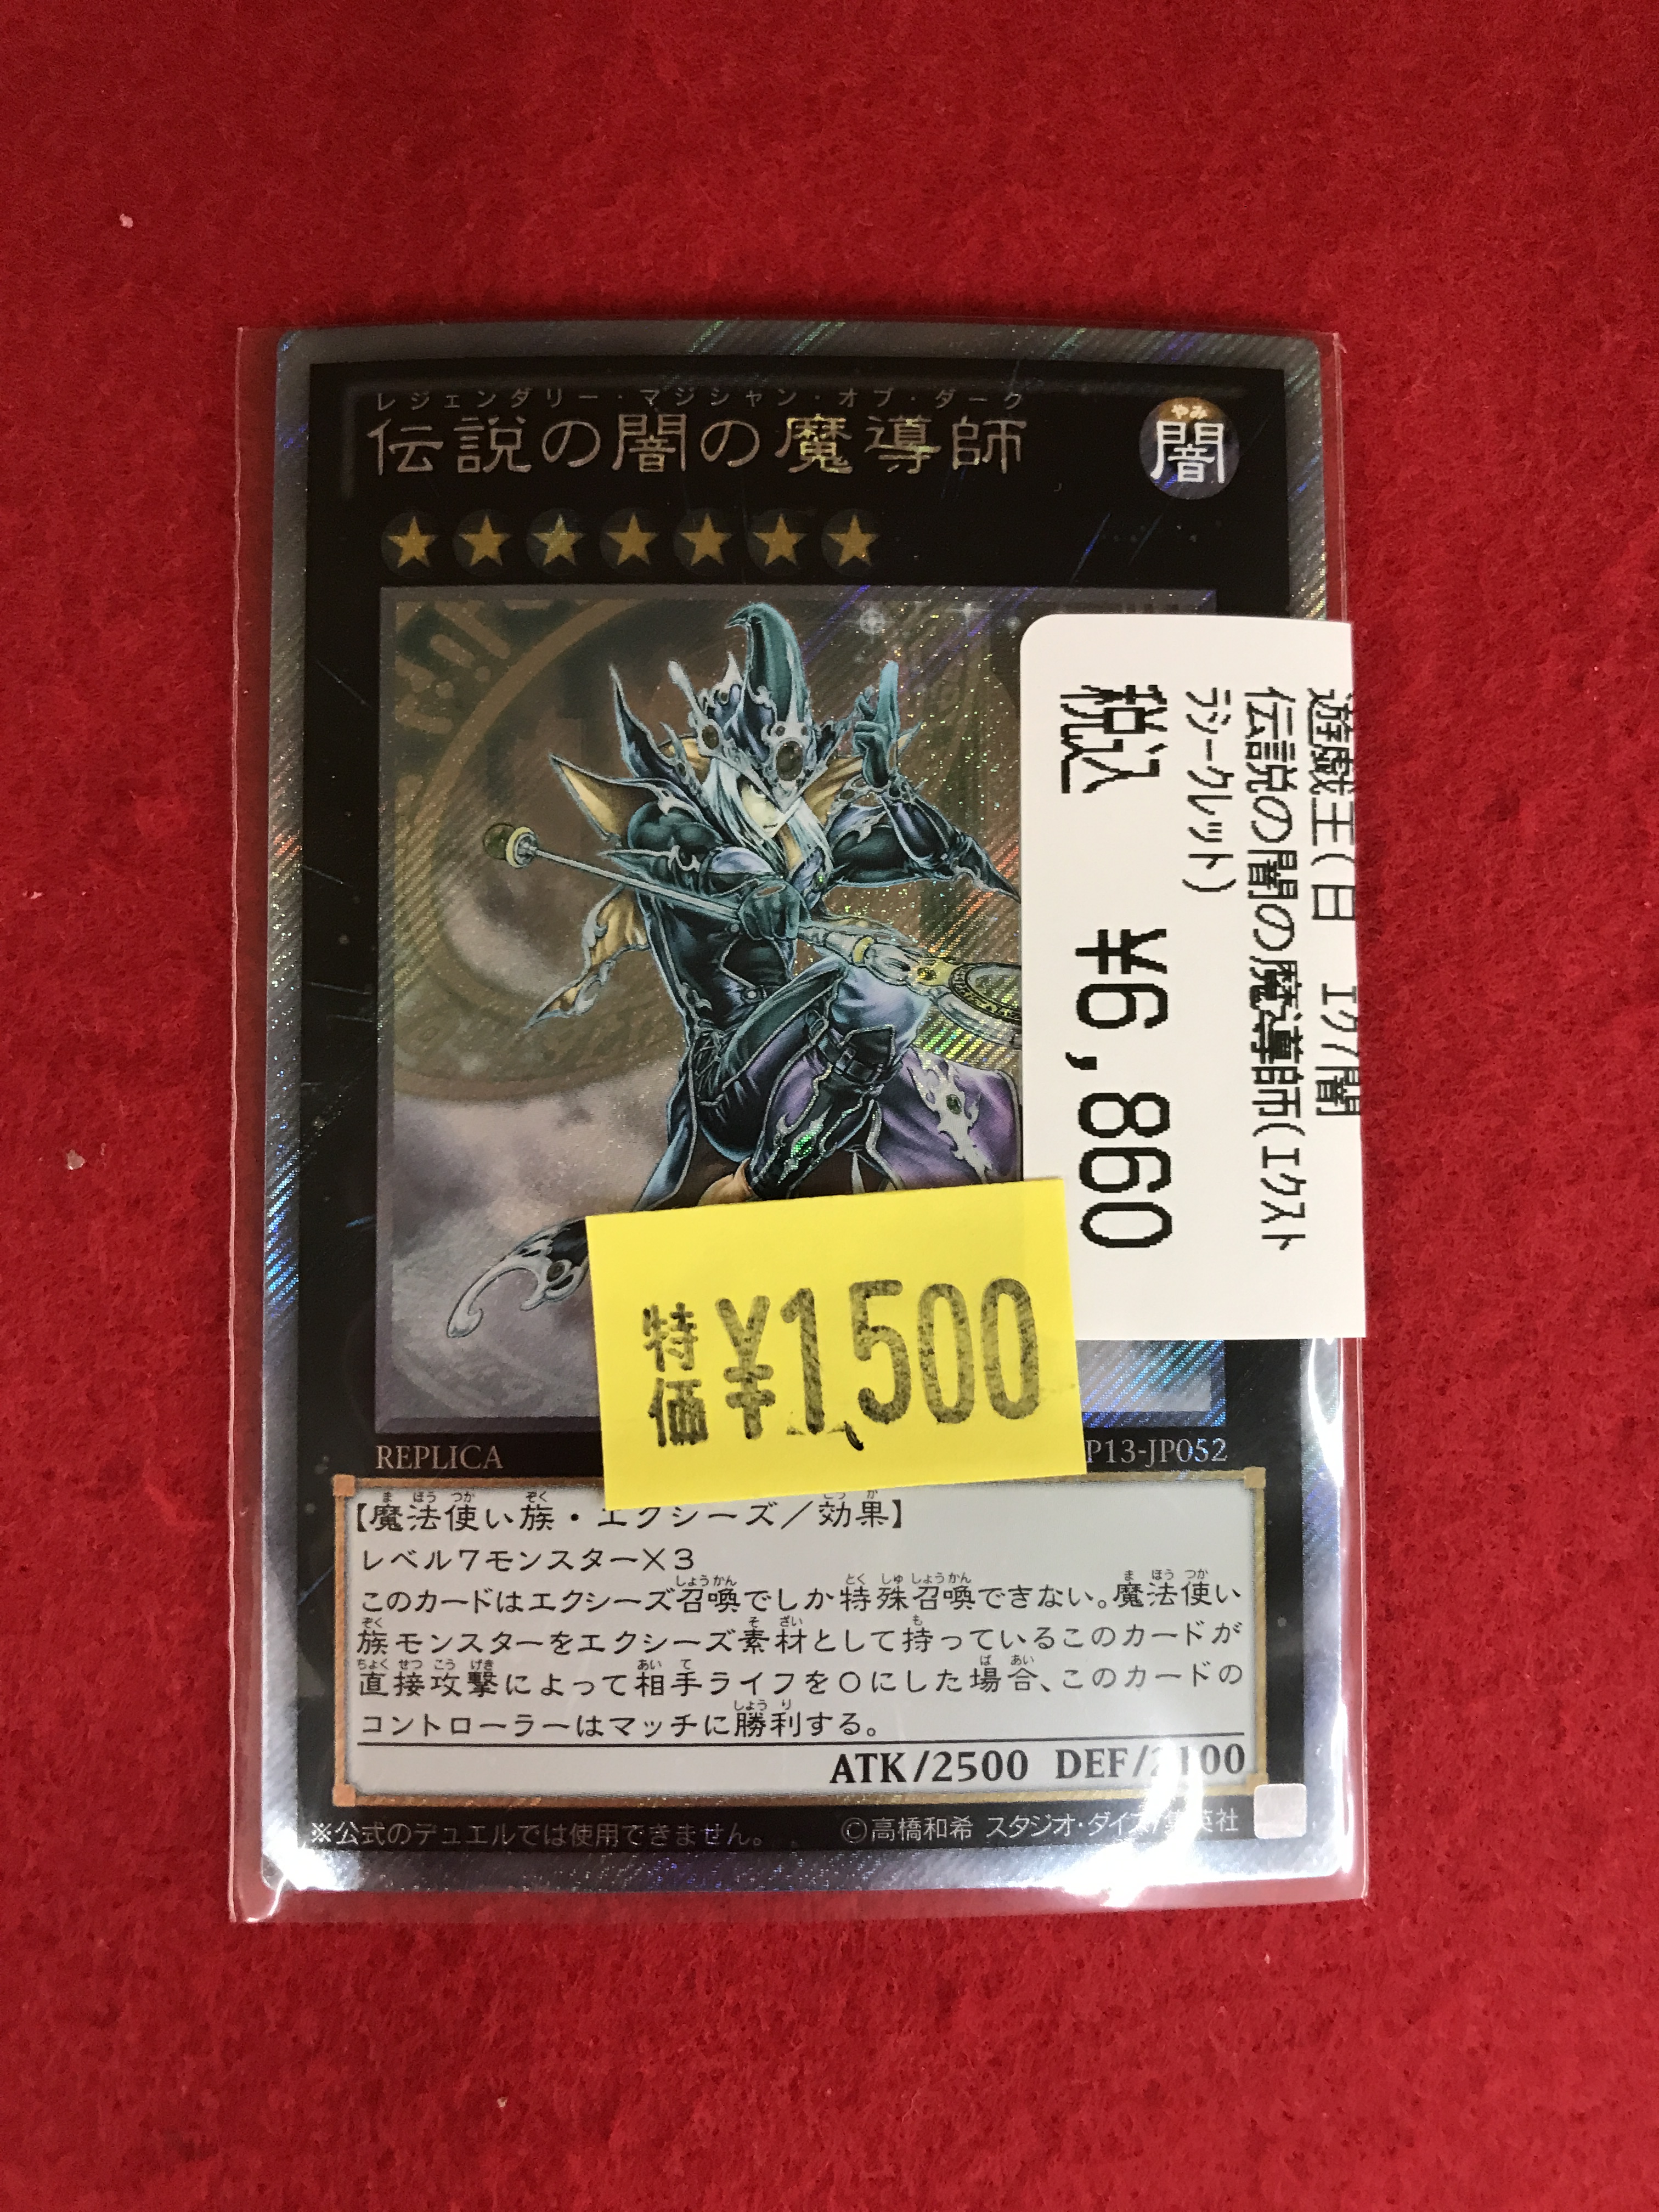 レジェンダリー・マジシャン・オブ・ダーク
伝説の闇の魔導師
やみ
闇
遊戯王(日 エク/闇
伝説の闇の魔導師(エクスト
ラシークレット)
税込 ¥6,860
特価 ¥1,500
REPLICA
P13-JP052
【魔法使い族・エクシーズ/効果】
レベル7モンスター×3
このカードはエクシーズ召喚でしか特殊召喚できない。魔法使い
族モンスターをエクシーズ素材として持っているこのカードが
直接攻撃によって相手ライフを0にした場合、このカードの
コントローラーはマッチに勝利する。
ATK/2500 DEF/2100
※公式のデュエルでは使用できません。
©高橋和希 スタジオ・ダイス/集英社